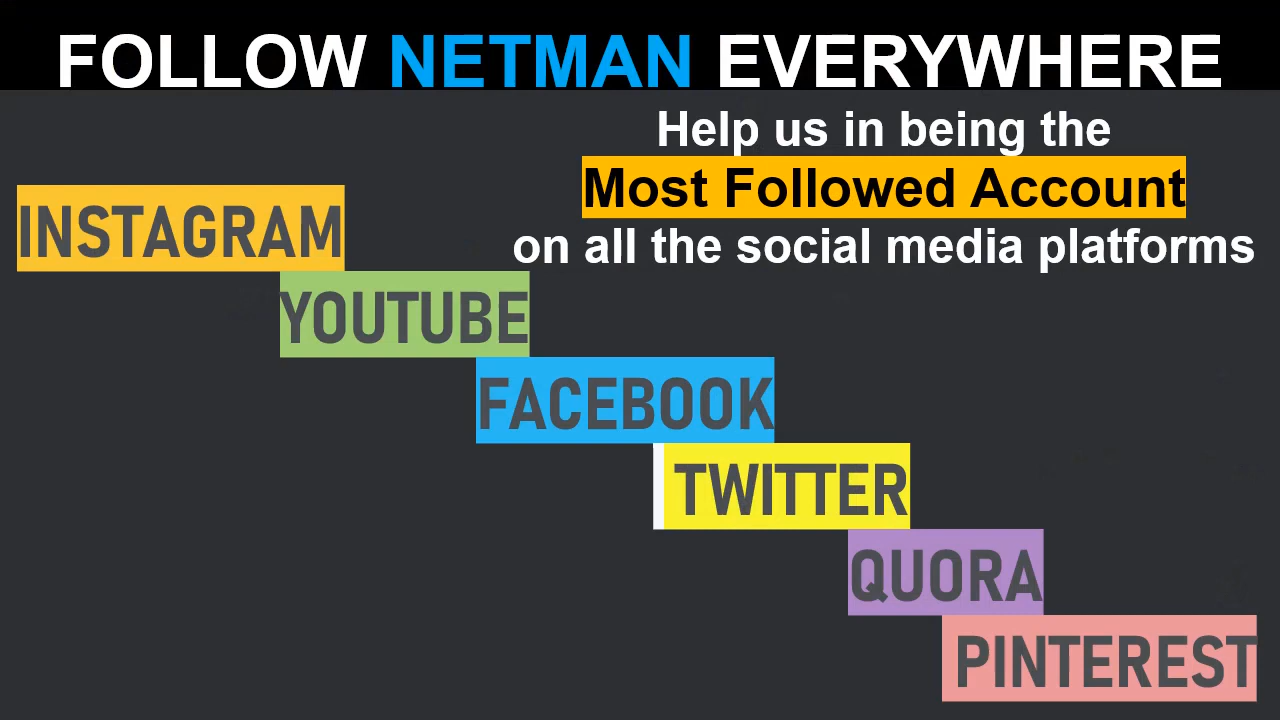 FOLLOW NETMAN EVERYWHERE
Help us in being the
Most Followed Account
on all the social media platforms
INSTAGRAM
YOUTUBE
FACEBOOK
TWITTER
QUORA
PINTEREST